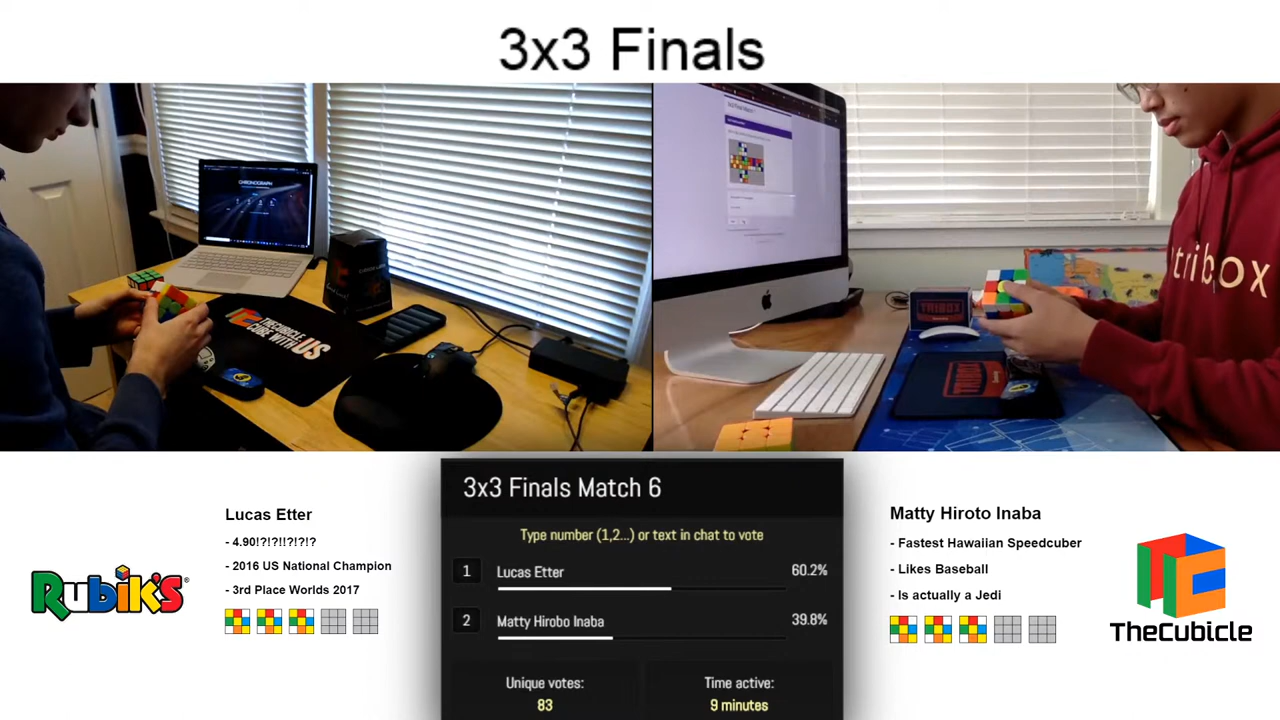 3x3 Finals
CHRONOGRAPH
THECUBICLE
CUBE WITH
US
TRIBOX
TRIBOX
tribox
Lucas Etter
- 4.90!?!?!!?!?!?
- 2016 US National Champion
- 3rd Place Worlds 2017
RUBIK'S®
3x3 Finals Match 6
Type number (1,2...) or text in chat to vote
1 Lucas Etter 60.2%
2 Matty Hirobo Inaba 39.8%
Unique votes: Time active:
83 9 minutes
Matty Hiroto Inaba
- Fastest Hawaiian Speedcuber
- Likes Baseball
- Is actually a Jedi
TheCubicle